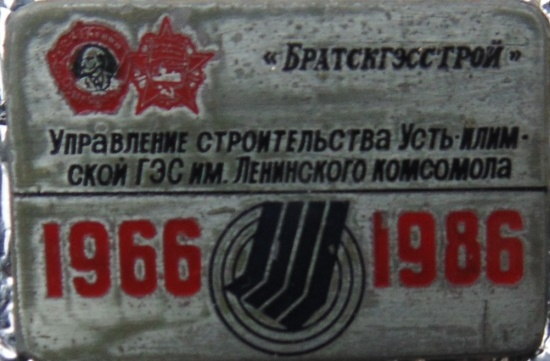 «Братскгэсстрой»
Управление строительства Усть-илим-
ской ГЭС им. Ленинского комсомола
1966 1986